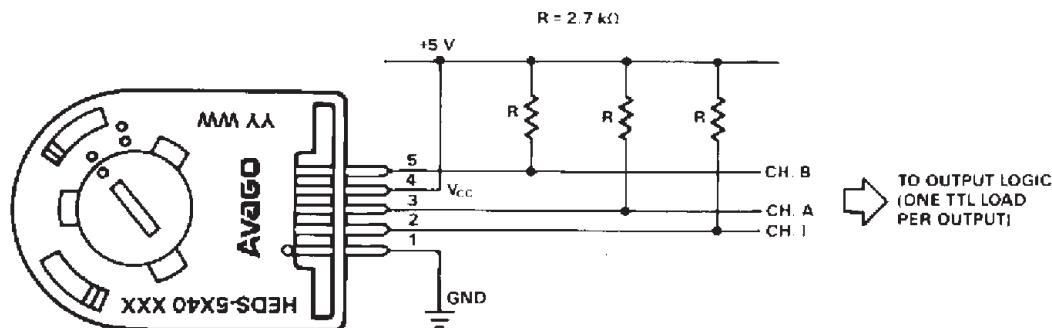 R = 2.7 kΩ
+5 V
R
R
R
YY WW
AVAGO
HEDS-5X40 XXX
5
4
3
2
1
VCC
GND
CH. B
CH. A
CH. I
TO OUTPUT LOGIC
(ONE TTL LOAD
PER OUTPUT)